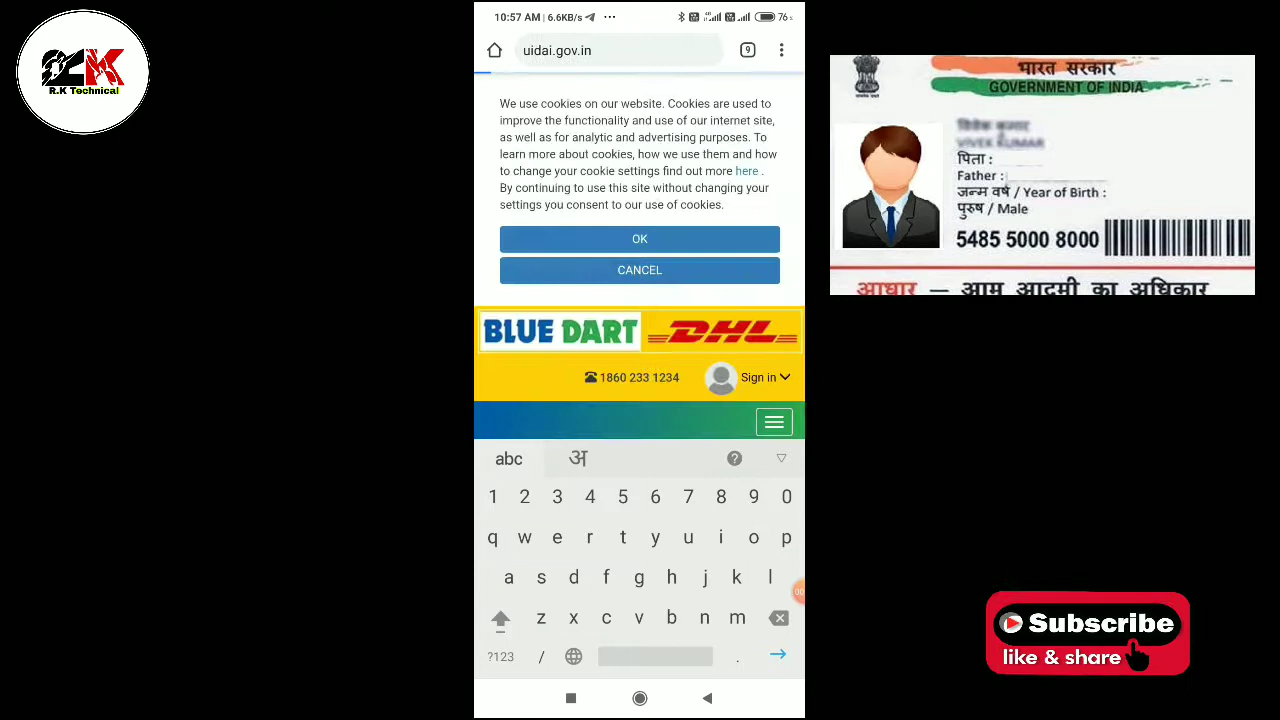 R.K Technical
10:57 AM | 6.6KB/s ...
76%
uidai.gov.in
9
We use cookies on our website. Cookies are used to
improve the functionality and use of our internet site,
as well as for analytic and advertising purposes. To
learn more about cookies, how we use them and how
to change your cookie settings find out more here .
By continuing to use this site without changing your
settings you consent to our use of cookies.
OK
CANCEL
BLUE DART DHL
1860 233 1234
Sign in
abc अ ?
1 2 3 4 5 6 7 8 9 0
q w e r t y u i o p
a s d f g h j k l
z x c v b n m
?123 / .
भारत सरकार
GOVERNMENT OF INDIA
VIVEK KUMAR
पिता :
Father :
जन्म वर्ष / Year of Birth :
पुरुष / Male
5485 5000 8000
आधार — आम आदमी का अधिकार
Subscribe
like & share